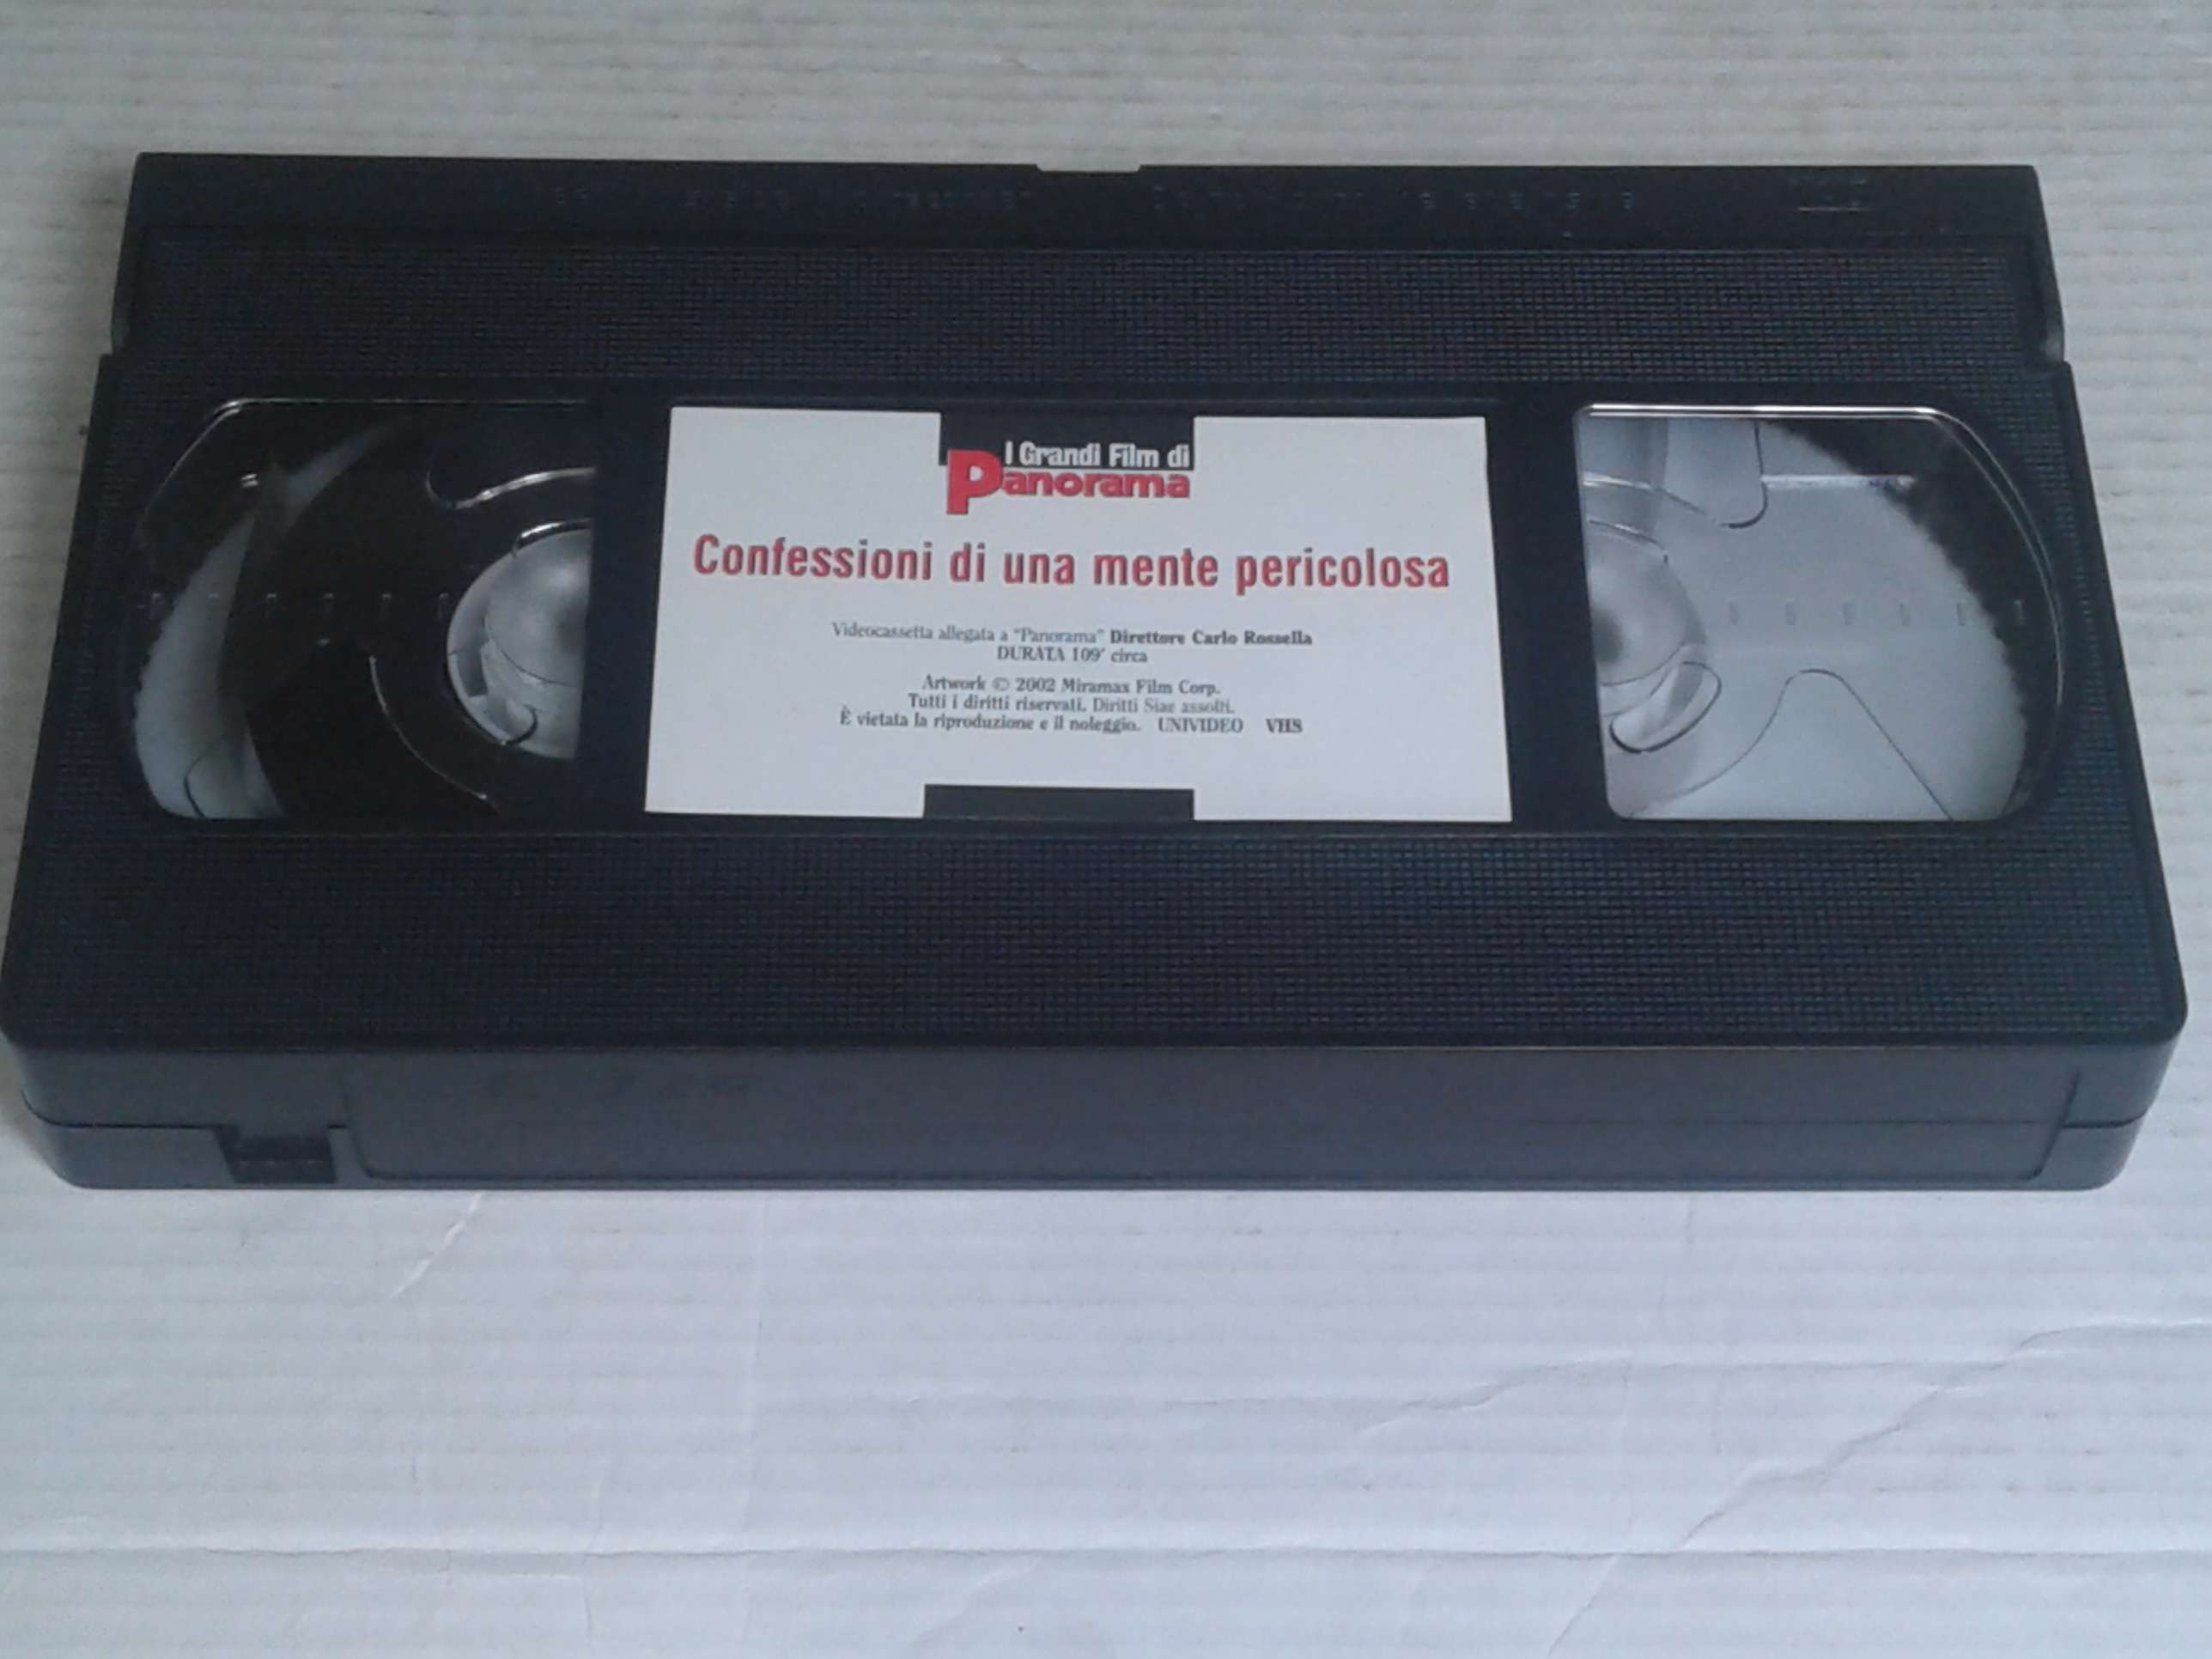 I Grandi Film di
Panorama
Confessioni di una mente pericolosa
Videocassetta allegata a "Panorama" Direttore Carlo Rossella
DURATA 109' circa
Artwork © 2002 Miramax Film Corp.
Tutti i diritti riservati. Diritti Siae assolti.
È vietata la riproduzione e il noleggio. UNIVIDEO VHS